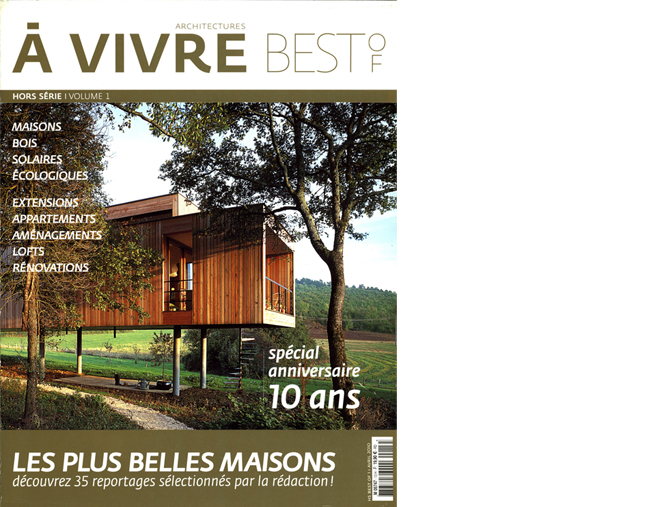 ARCHITECTURES
À VIVRE BEST OF
HORS SÉRIE | VOLUME 1
MAISONS
BOIS
SOLAIRES
ÉCOLOGIQUES
EXTENSIONS
APPARTEMENTS
AMÉNAGEMENTS
LOFTS
RÉNOVATIONS
spécial
anniversaire
10 ans
LES PLUS BELLES MAISONS
découvrez 35 reportages sélectionnés par la rédaction !